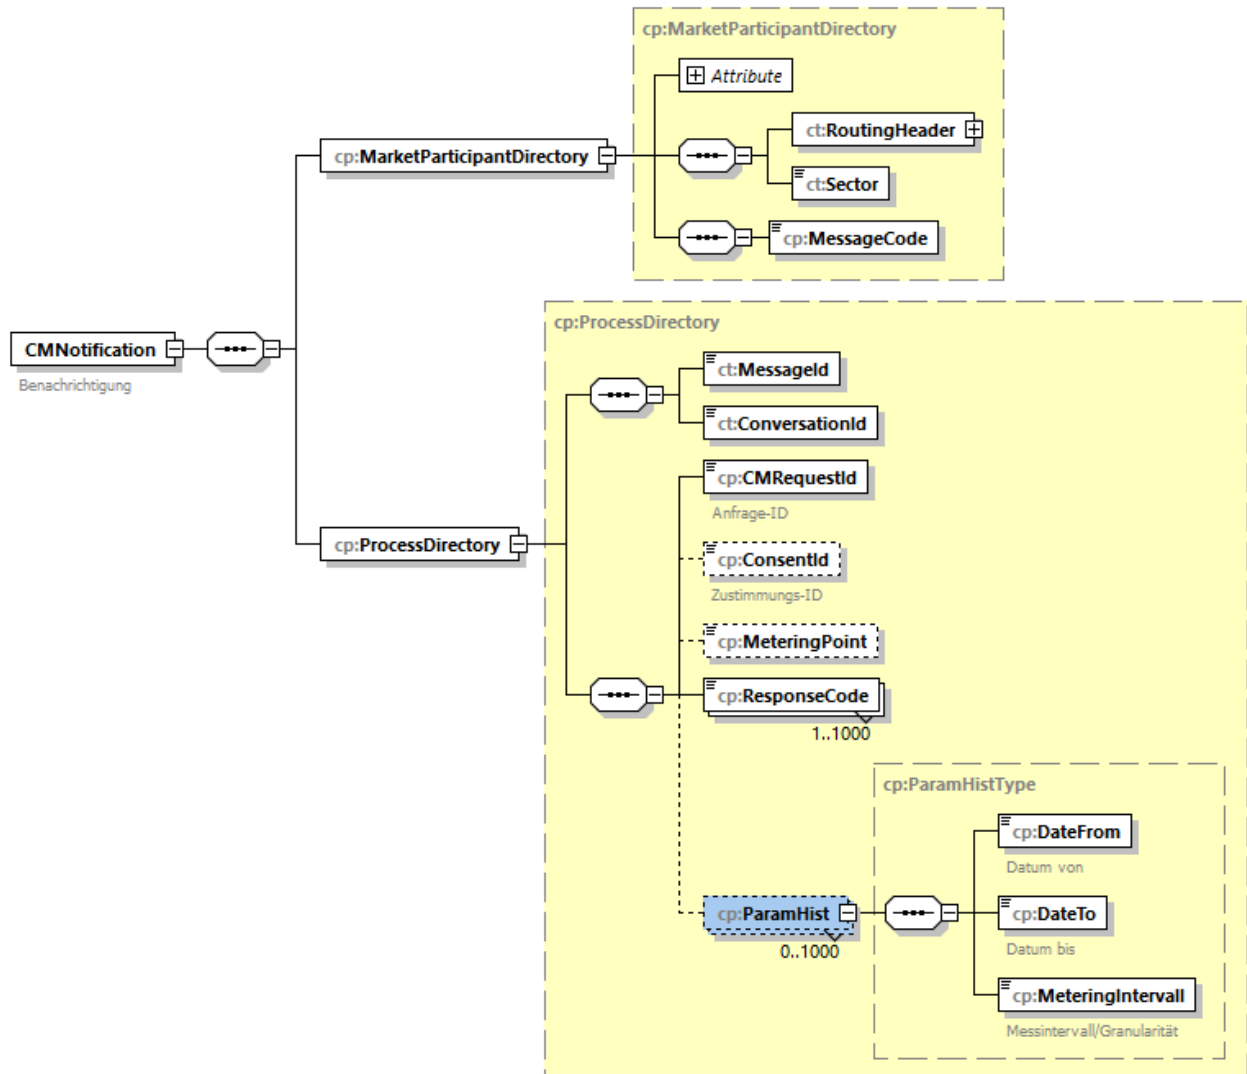 cp:MarketParticipantDirectory
Attribute
ct:RoutingHeader
cp:MarketParticipantDirectory
ct:Sector
cp:MessageCode
cp:ProcessDirectory
CMNotification
Benachrichtigung
ct:MessageId
ct:ConversationId
cp:CMRequestId
Anfrage-ID
cp:ProcessDirectory
cp:ConsentId
Zustimmungs-ID
cp:MeteringPoint
cp:ResponseCode
1..1000
cp:ParamHistType
cp:DateFrom
Datum von
cp:ParamHist
0..1000
cp:DateTo
Datum bis
cp:MeteringIntervall
Messintervall/Granularität